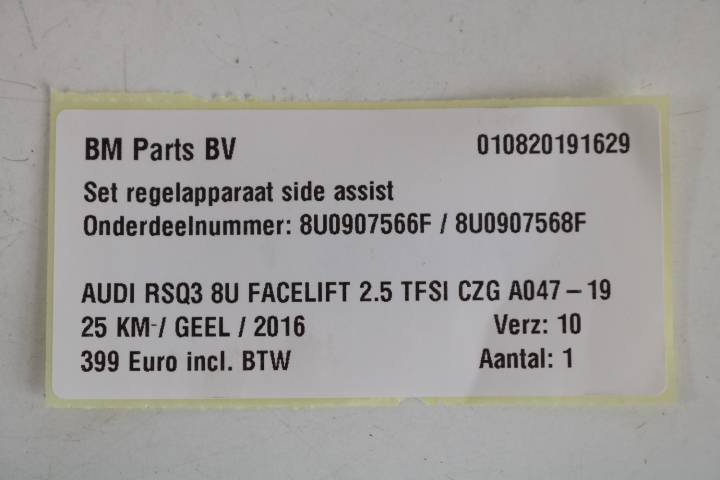 BM Parts BV 010820191629
Set regelapparaat side assist
Onderdeelnummer: 8U0907566F / 8U0907568F
AUDI RSQ3 8U FACELIFT 2.5 TFSI CZG A047-19
25 KM / GEEL / 2016 Verz: 10
399 Euro incl. BTW Aantal: 1